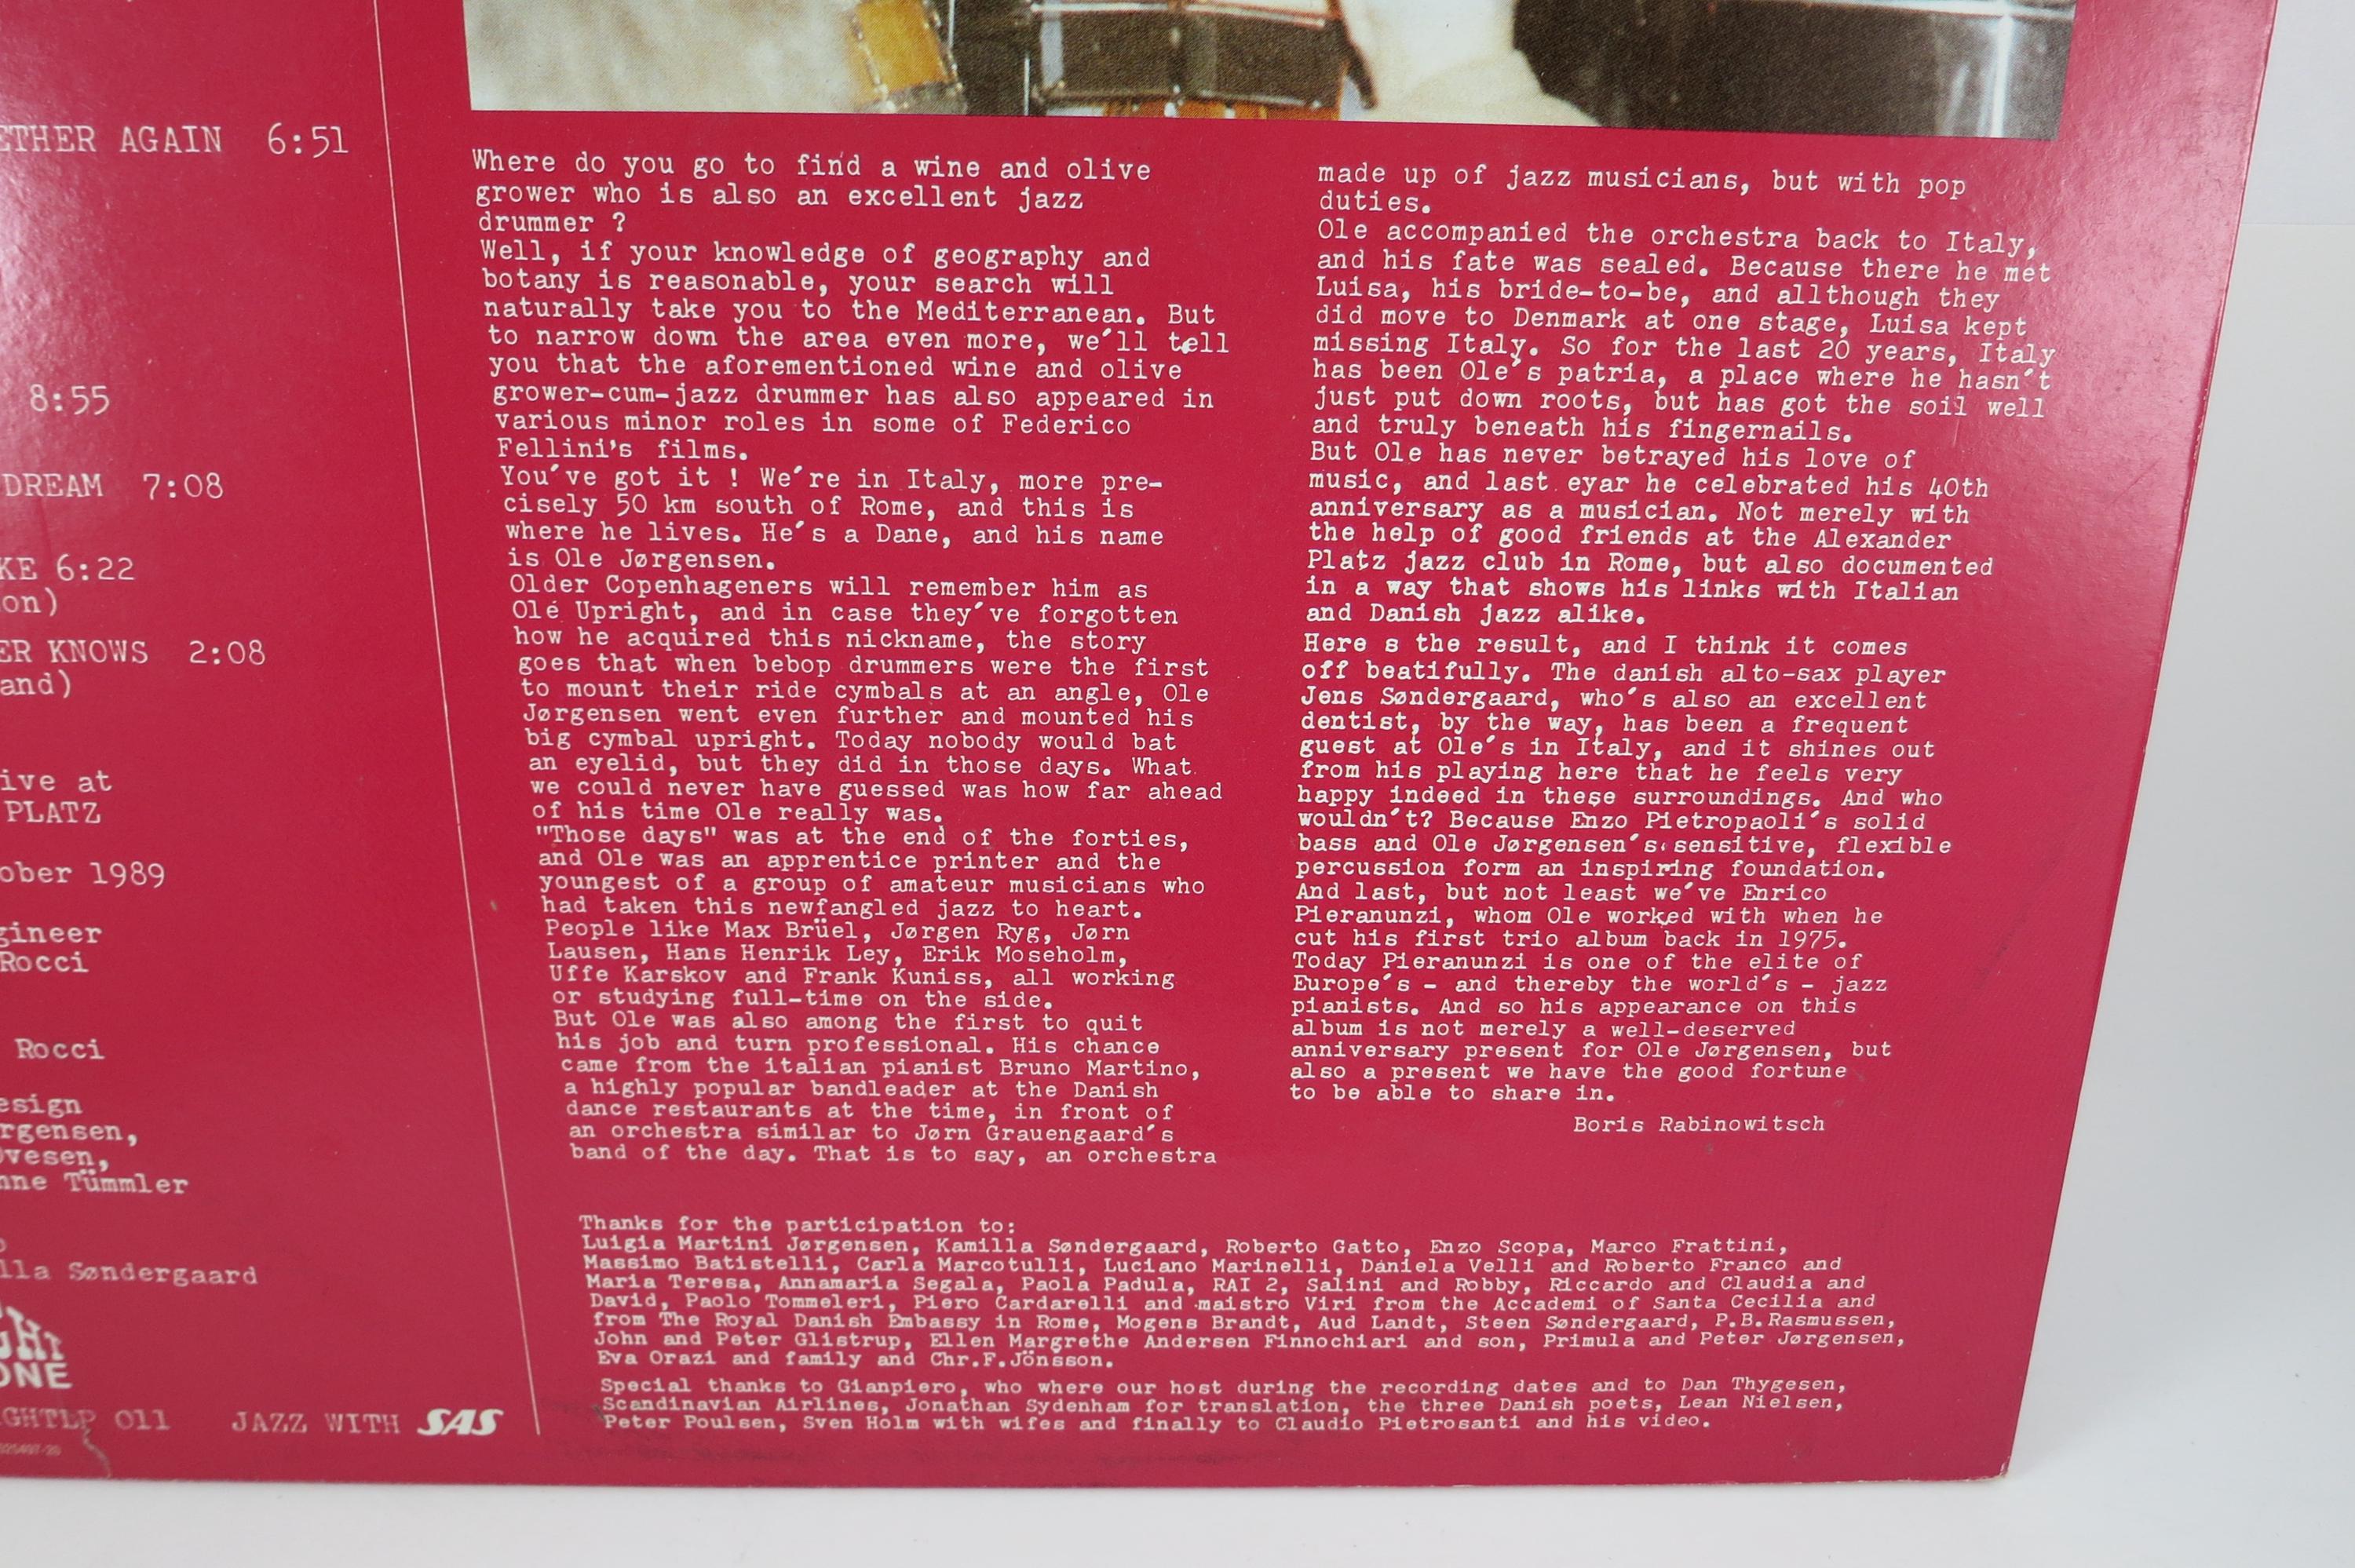 ETHER AGAIN 6:51
8:55
DREAM 7:08
KE 6:22
on)
ER KNOWS 2:08
and)
ive at
PLATZ
ober 1989
gineer
Rocci
Rocci
esign
rgensen,
vesen,
nne Tümmler
lla Søndergaard
GHT
ONE
GHTLP 011 JAZZ WITH SAS
Where do you go to find a wine and olive
grower who is also an excellent jazz
drummer ?
Well, if your knowledge of geography and
botany is reasonable, your search will
naturally take you to the Mediterranean. But
to narrow down the area even more, we´ll tell
you that the aforementioned wine and olive
grower-cum-jazz drummer has also appeared in
various minor roles in some of Federico
Fellini's films.
You´ve got it ! We´re in Italy, more pre-
cisely 50 km south of Rome, and this is
where he lives. He´s a Dane, and his name
is Ole Jørgensen.
Older Copenhageners will remember him as
Olé Upright, and in case they´ve forgotten
how he acquired this nickname, the story
goes that when bebop drummers were the first
to mount their ride cymbals at an angle, Ole
Jørgensen went even further and mounted his
big cymbal upright. Today nobody would bat
an eyelid, but they did in those days. What
we could never have guessed was how far ahead
of his time Ole really was.
"Those days" was at the end of the forties,
and Ole was an apprentice printer and the
youngest of a group of amateur musicians who
had taken this newfangled jazz to heart.
People like Max Brüel, Jørgen Ryg, Jørn
Lausen, Hans Henrik Ley, Erik Moseholm,
Uffe Karskov and Frank Kuniss, all working
or studying full-time on the side.
But Ole was also among the first to quit
his job and turn professional. His chance
came from the italian pianist Bruno Martino,
a highly popular bandleader at the Danish
dance restaurants at the time, in front of
an orchestra similar to Jørn Grauengaard´s
band of the day. That is to say, an orchestra
made up of jazz musicians, but with pop
duties.
Ole accompanied the orchestra back to Italy,
and his fate was sealed. Because there he met
Luisa, his bride-to-be, and allthough they
did move to Denmark at one stage, Luisa kept
missing Italy. So for the last 20 years, Italy
has been Ole´s patria, a place where he hasn´t
just put down roots, but has got the soil well
and truly beneath his fingernails.
But Ole has never betrayed his love of
music, and last eyar he celebrated his 40th
anniversary as a musician. Not merely with
the help of good friends at the Alexander
Platz jazz club in Rome, but also documented
in a way that shows his links with Italian
and Danish jazz alike.
Here s the result, and I think it comes
off beatifully. The danish alto-sax player
Jens Søndergaard, who´s also an excellent
dentist, by the way, has been a frequent
guest at Ole´s in Italy, and it shines out
from his playing here that he feels very
happy indeed in these surroundings. And who
wouldn´t? Because Enzo Pietropaoli´s solid
bass and Ole Jørgensen´s sensitive, flexible
percussion form an inspiring foundation.
And last, but not least we´ve Enrico
Pieranunzi, whom Ole worked with when he
cut his first trio album back in 1975.
Today Pieranunzi is one of the elite of
Europe´s - and thereby the world´s - jazz
pianists. And so his appearance on this
album is not merely a well-deserved
anniversary present for Ole Jørgensen, but
also a present we have the good fortune
to be able to share in.
Boris Rabinowitsch
Thanks for the participation to:
Luigia Martini Jørgensen, Kamilla Søndergaard, Roberto Gatto, Enzo Scopa, Marco Frattini,
Massimo Batistelli, Carla Marcotulli, Luciano Marinelli, Daniela Velli and Roberto Franco and
Maria Teresa, Annamaria Segala, Paola Padula, RAI 2, Salini and Robby, Riccardo and Claudia and
David, Paolo Tommeleri, Piero Cardarelli and maistro Viri from the Accademi of Santa Cecilia and
from The Royal Danish Embassy in Rome, Mogens Brandt, Aud Landt, Steen Søndergaard, P.B.Rasmussen,
John and Peter Glistrup, Ellen Margrethe Andersen Finnochiari and son, Primula and Peter Jørgensen,
Eva Orazi and family and Chr.F.Jönsson.
Special thanks to Gianpiero, who where our host during the recording dates and to Dan Thygesen,
Scandinavian Airlines, Jonathan Sydenham for translation, the three Danish poets, Lean Nielsen,
Peter Poulsen, Sven Holm with wifes and finally to Claudio Pietrosanti and his video.